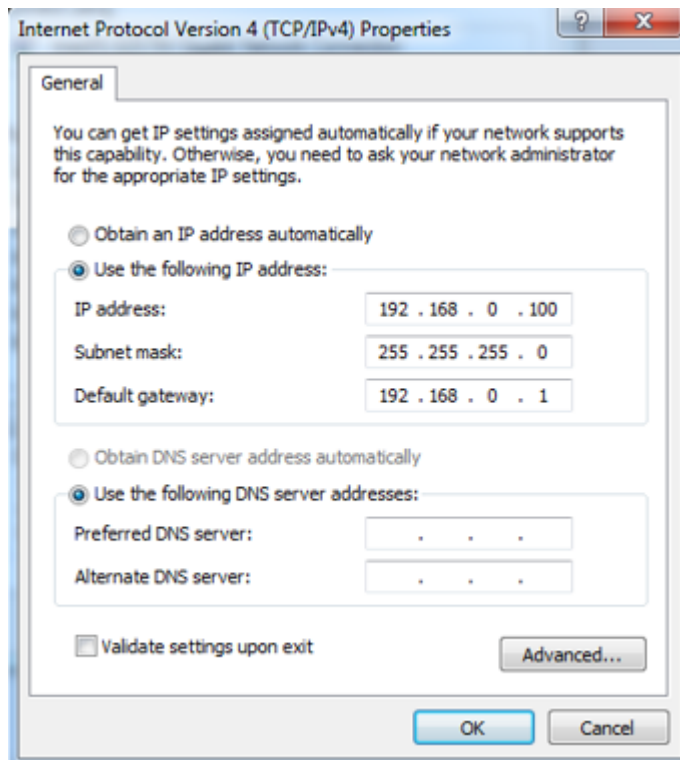 Internet Protocol Version 4 (TCP/IPv4) Properties
General
You can get IP settings assigned automatically if your network supports
this capability. Otherwise, you need to ask your network administrator
for the appropriate IP settings.
Obtain an IP address automatically
Use the following IP address:
IP address: 192 . 168 . 0 . 100
Subnet mask: 255 . 255 . 255 . 0
Default gateway: 192 . 168 . 0 . 1
Obtain DNS server address automatically
Use the following DNS server addresses:
Preferred DNS server: . . .
Alternate DNS server: . . .
Validate settings upon exit
Advanced...
OK Cancel